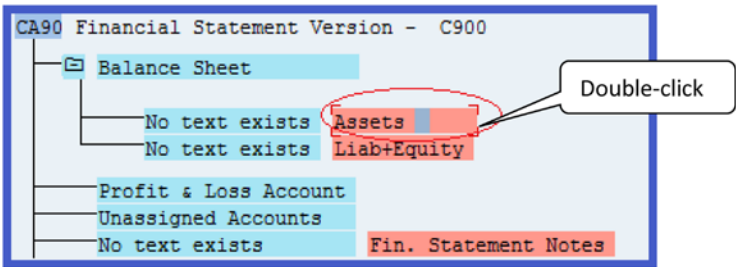 CA90 Financial Statement Version - C900
Balance Sheet
Double-click
No text exists Assets
No text exists Liab+Equity
Profit & Loss Account
Unassigned Accounts
No text exists Fin. Statement Notes